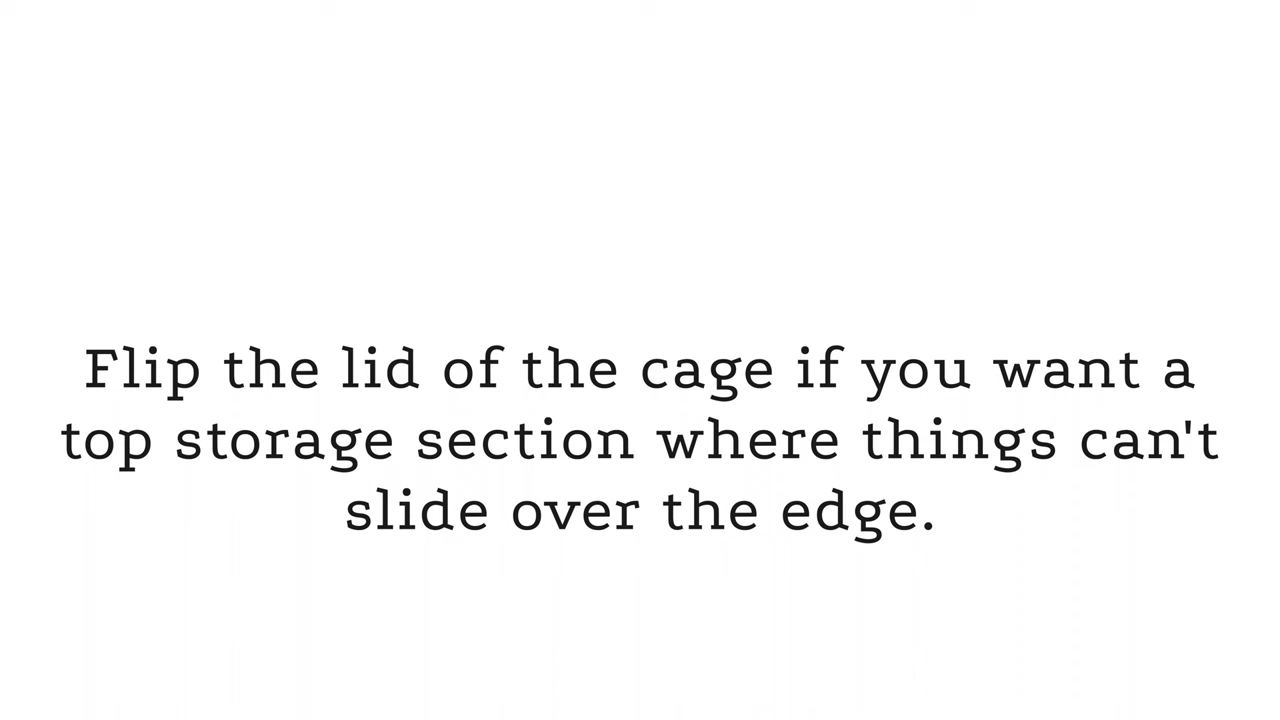 Flip the lid of the cage if you want a
top storage section where things can't
slide over the edge.